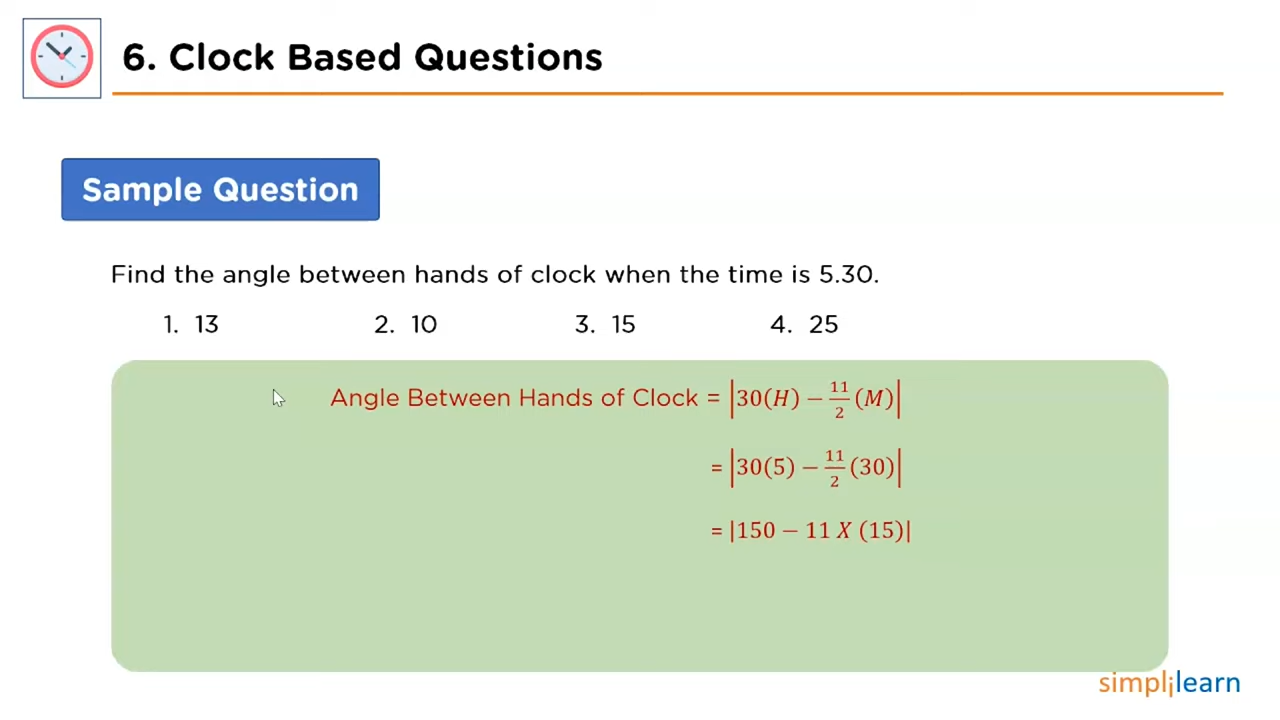 6. Clock Based Questions
Sample Question
Find the angle between hands of clock when the time is 5.30.
1. 13 2. 10 3. 15 4. 25
Angle Between Hands of Clock = |30(H) − 11/2 (M)|
= |30(5) − 11/2 (30)|
= |150 − 11 X (15)|
simplilearn